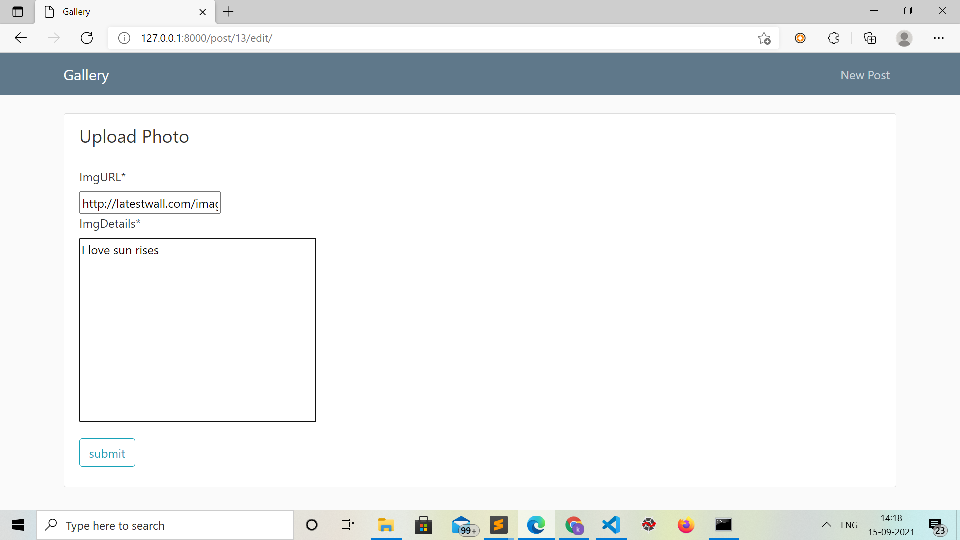 Gallery
127.0.0.1:8000/post/13/edit/
Gallery
New Post
Upload Photo
ImgURL*
http://latestwall.com/imag
ImgDetails*
I love sun rises
submit
Type here to search
99+
ENG
14:18
15-09-2021
23